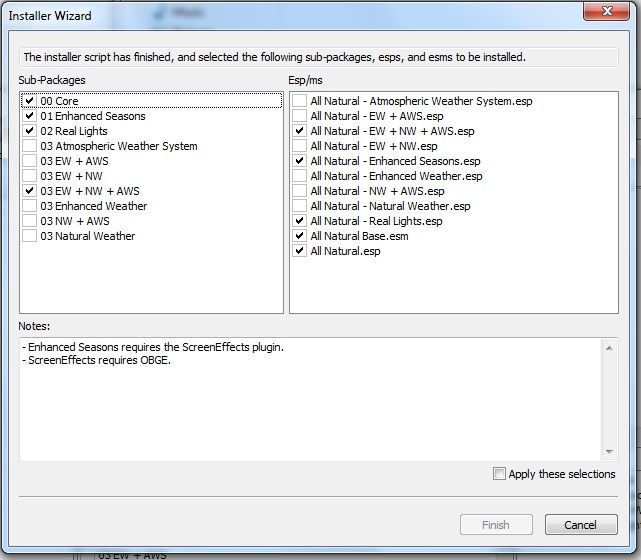 Installer Wizard
The installer script has finished, and selected the following sub-packages, esps, and esms to be installed.
Sub-Packages
00 Core
01 Enhanced Seasons
02 Real Lights
03 Atmospheric Weather System
03 EW + AWS
03 EW + NW
03 EW + NW + AWS
03 Enhanced Weather
03 NW + AWS
03 Natural Weather
Esp/ms
All Natural - Atmospheric Weather System.esp
All Natural - EW + AWS.esp
All Natural - EW + NW + AWS.esp
All Natural - EW + NW.esp
All Natural - Enhanced Seasons.esp
All Natural - Enhanced Weather.esp
All Natural - NW + AWS.esp
All Natural - Natural Weather.esp
All Natural - Real Lights.esp
All Natural Base.esm
All Natural.esp
Notes:
- Enhanced Seasons requires the ScreenEffects plugin.
- ScreenEffects requires OBGE.
Apply these selections
Finish
Cancel
03 EW + AWS